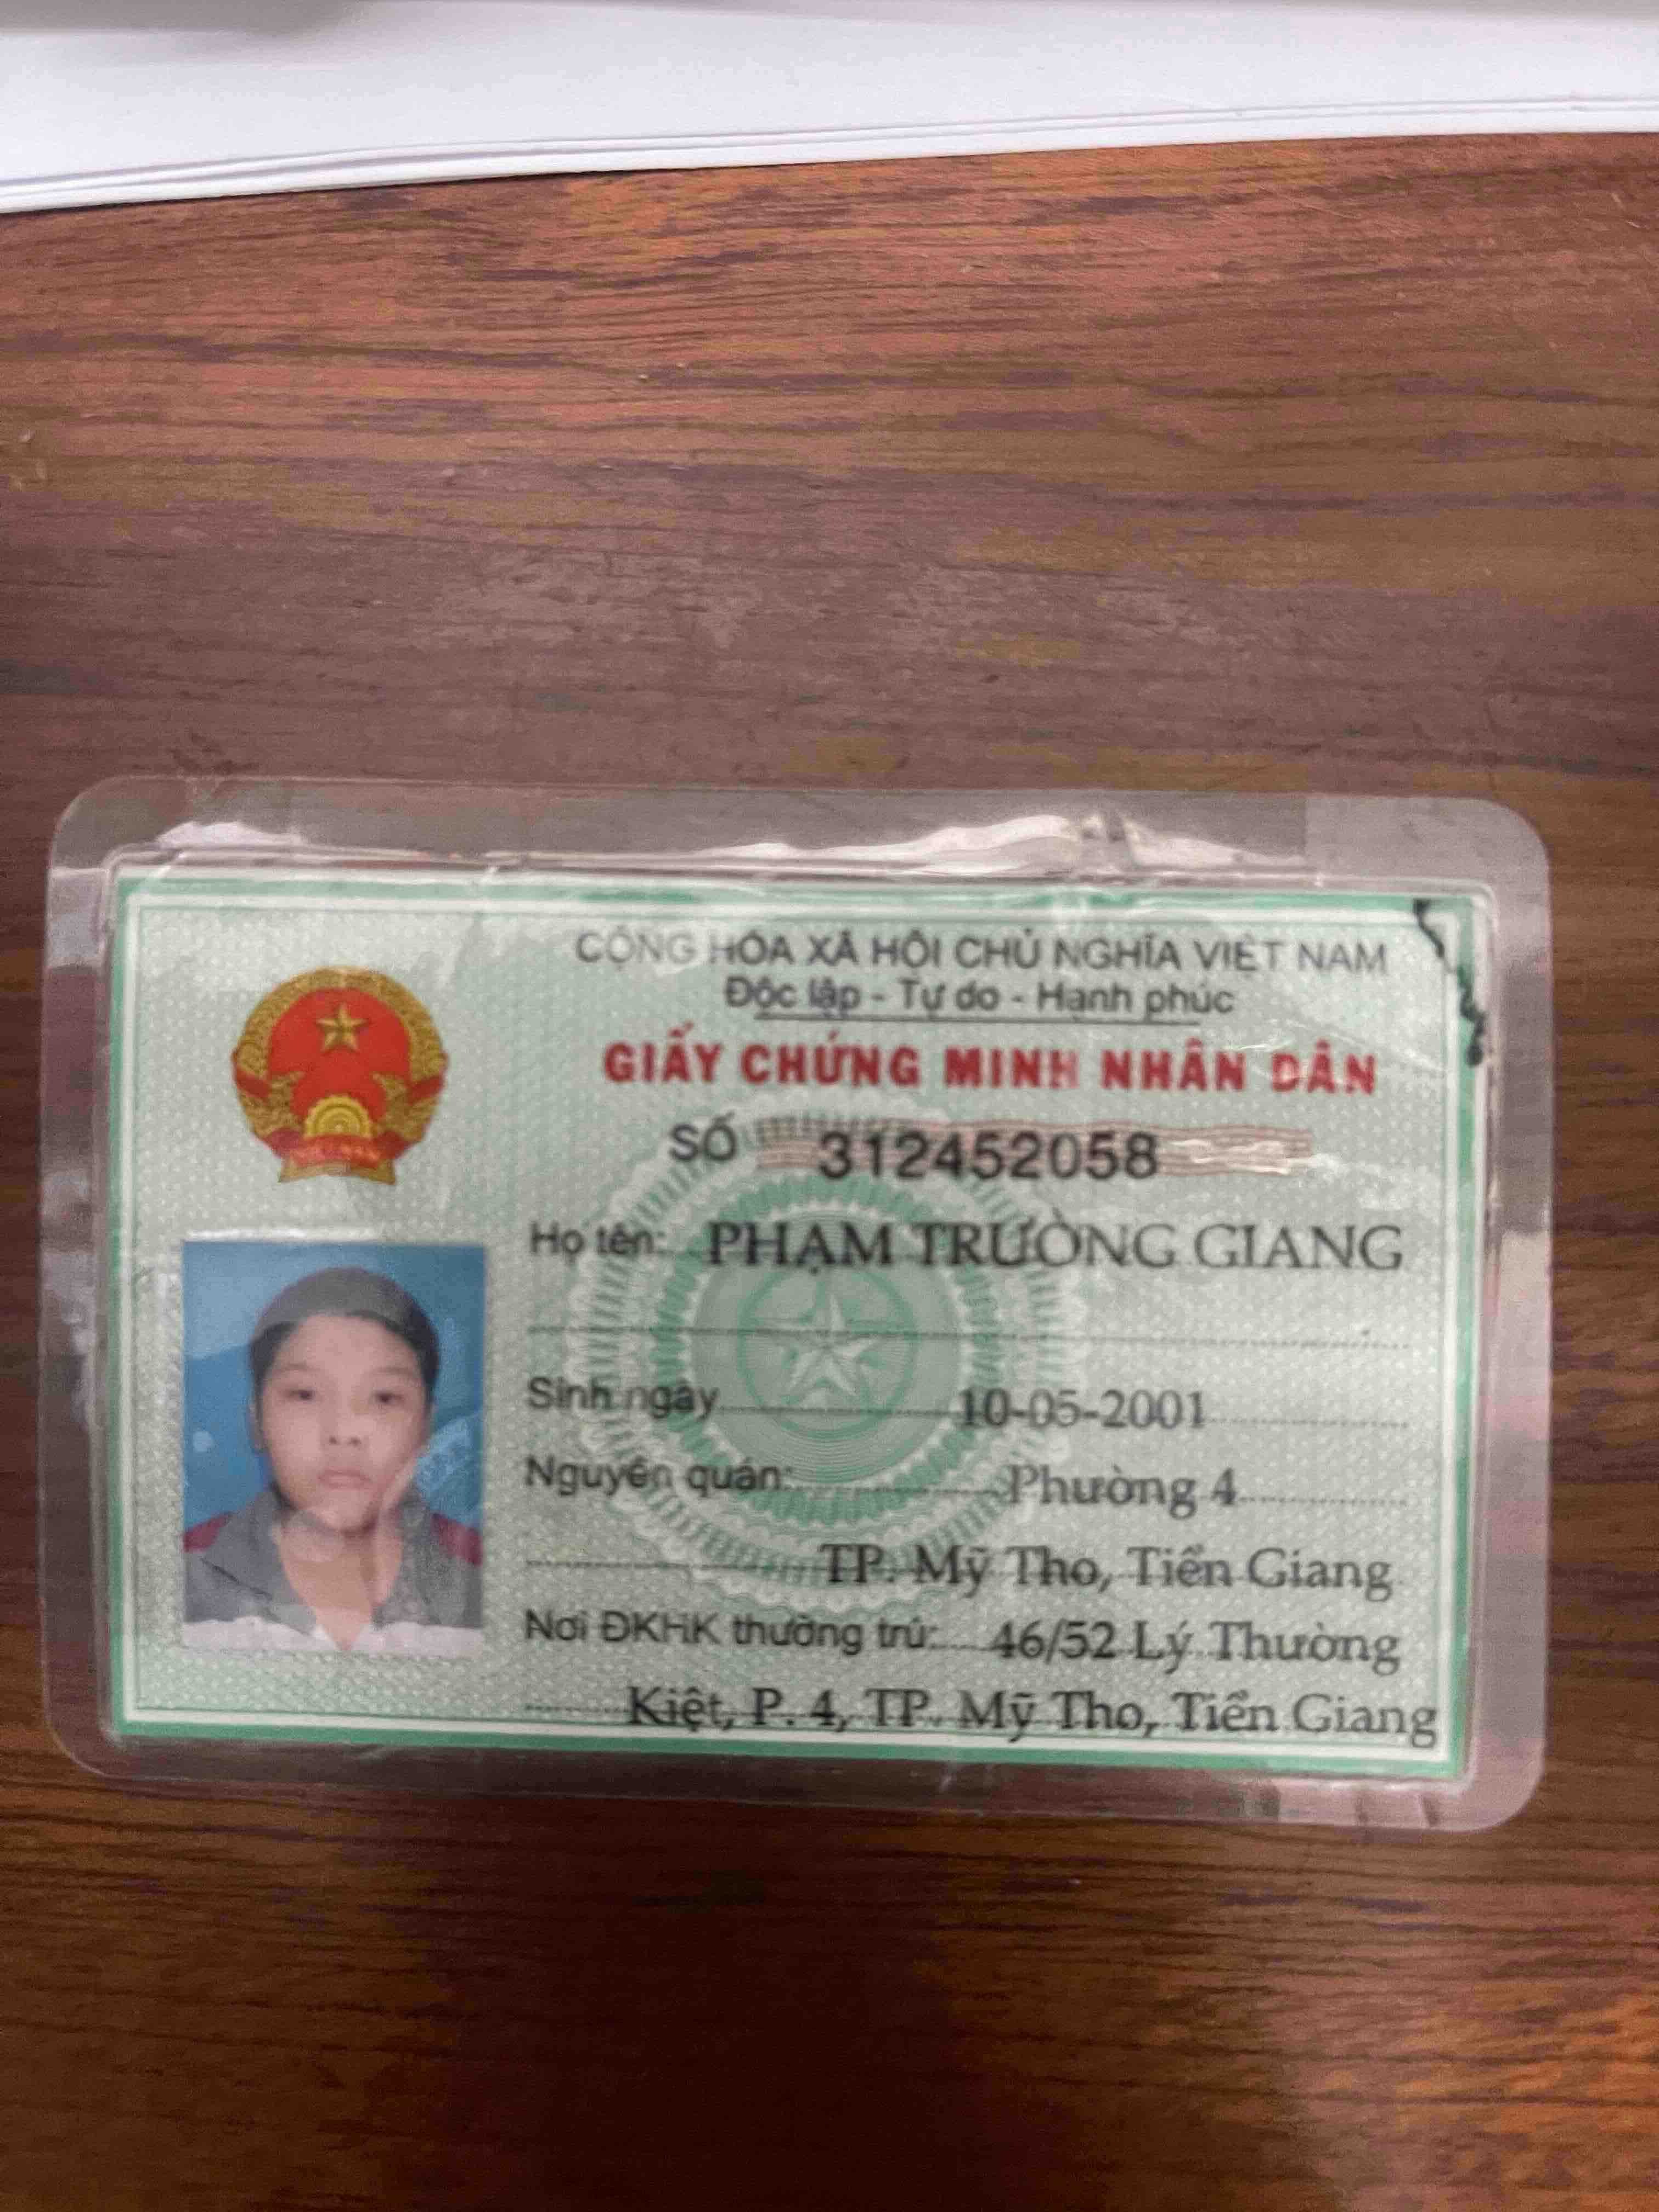 CỘNG HÒA XÃ HỘI CHỦ NGHĨA VIỆT NAM
Độc lập - Tự do - Hạnh phúc
GIẤY CHỨNG MINH NHÂN DÂN
SỐ 312452058
Họ tên: PHẠM TRƯỜNG GIANG
Sinh ngày 10-05-2001
Nguyên quán: Phường 4
TP. Mỹ Tho, Tiền Giang
Nơi ĐKHK thường trú: 46/52 Lý Thường
Kiệt, P. 4, TP. Mỹ Tho, Tiền Giang